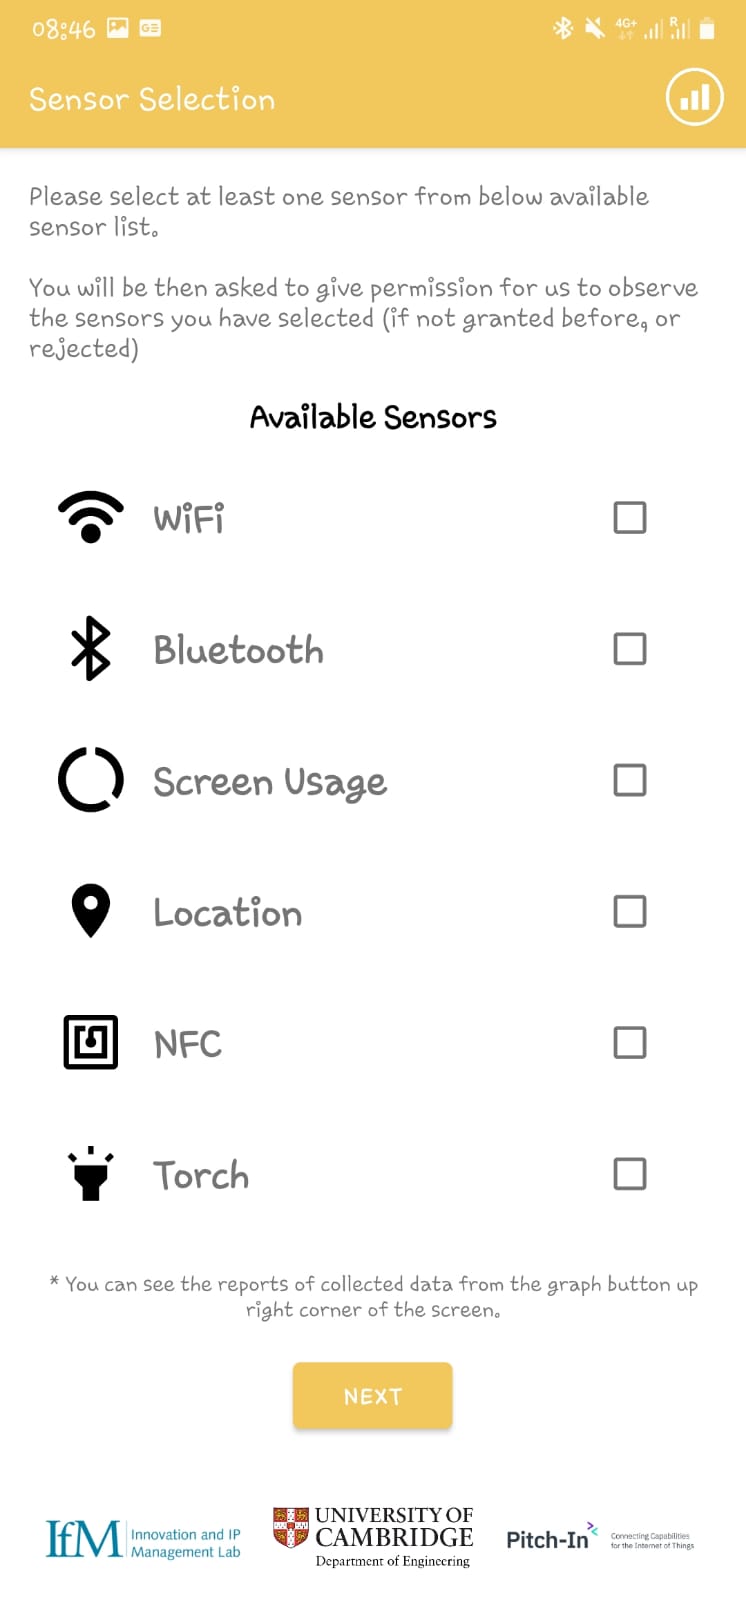 08:46 GE 4G+ R
Sensor Selection
Please select at least one sensor from below available
sensor list.
You will be then asked to give permission for us to observe
the sensors you have selected (if not granted before, or
rejected)
Available Sensors
WiFi
Bluetooth
Screen Usage
Location
NFC
Torch
* You can see the reports of collected data from the graph button up
right corner of the screen.
NEXT
IfM Innovation and IP
Management Lab
UNIVERSITY OF
CAMBRIDGE
Department of Engineering
Pitch-In
Connecting Capabilities
for the Internet of Things